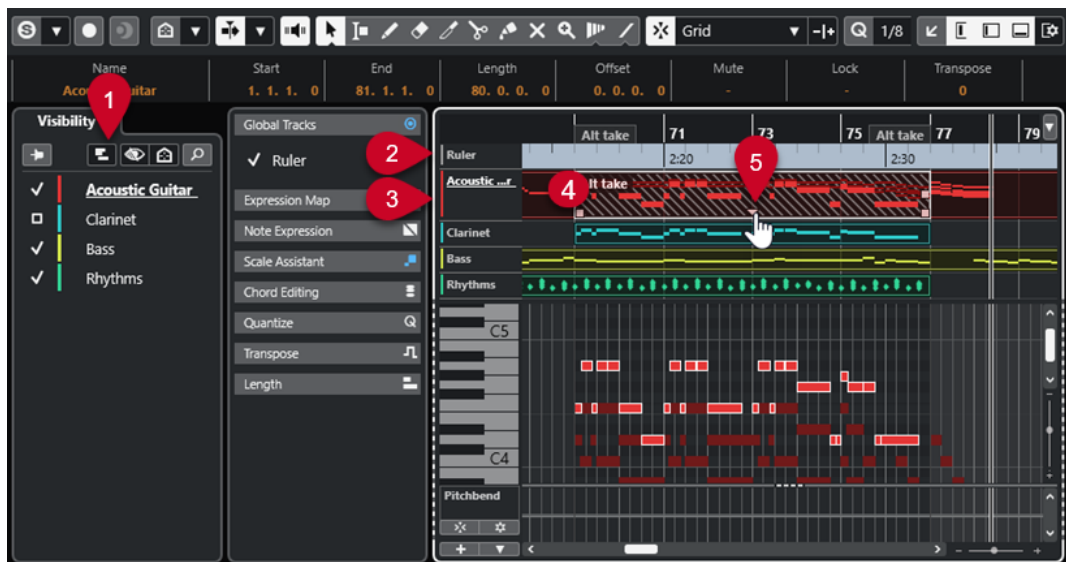 S
Grid
Q 1/8
Name Start End Length Offset Mute Lock Transpose
Acoustic Guitar 1. 1. 1. 0 81. 1. 1. 0 80. 0. 0. 0 0. 0. 0. 0 - - 0
1
Visibility
Acoustic Guitar
Clarinet
Bass
Rhythms
Global Tracks
Ruler
Expression Map
Note Expression
Scale Assistant
Chord Editing
Quantize Q
Transpose
Length
Alt take 71 73 75 Alt take 77 79
2 Ruler 2:20 2:30
5
3 Acoustic ...r 4 lt take
Clarinet
Bass
Rhythms
C5
C4
Pitchbend